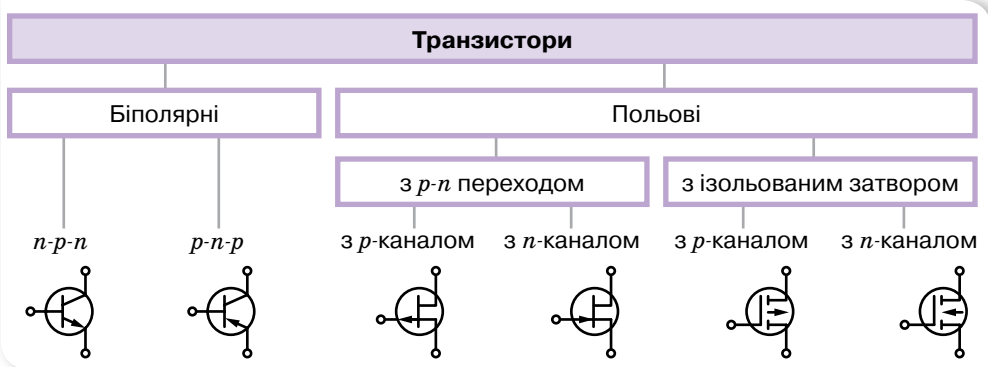 Транзистори
Біполярні
Польові
з p-n переходом
з ізольованим затвором
n-p-n
p-n-p
з p-каналом
з n-каналом
з p-каналом
з n-каналом